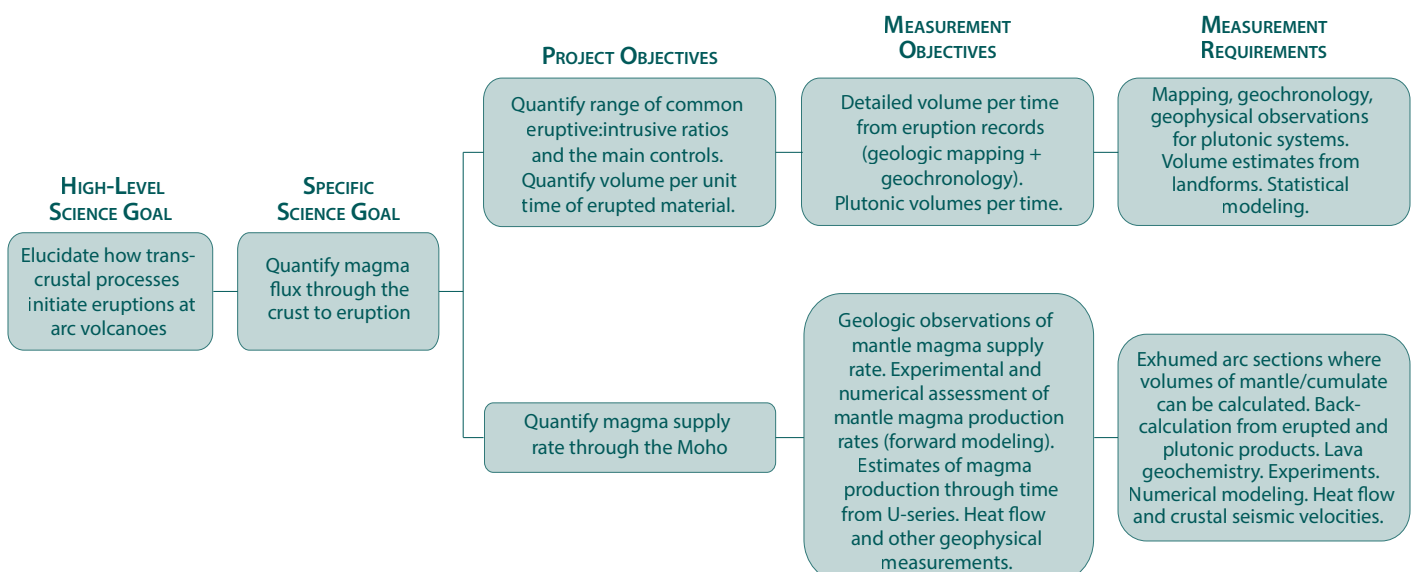 HIGH-LEVEL
SCIENCE GOAL
Elucidate how trans-
crustal processes
initiate eruptions at
arc volcanoes
SPECIFIC
SCIENCE GOAL
Quantify magma
flux through the
crust to eruption
PROJECT OBJECTIVES
Quantify range of common
eruptive:intrusive ratios
and the main controls.
Quantify volume per unit
time of erupted material.
MEASUREMENT
OBJECTIVES
Detailed volume per time
from eruption records
(geologic mapping +
geochronology).
Plutonic volumes per time.
MEASUREMENT
REQUIREMENTS
Mapping, geochronology,
geophysical observations
for plutonic systems.
Volume estimates from
landforms. Statistical
modeling.
Quantify magma supply
rate through the Moho
Geologic observations of
mantle magma supply
rate. Experimental and
numerical assessment of
mantle magma production
rates (forward modeling).
Estimates of magma
production through time
from U-series. Heat flow
and other geophysical
measurements.
Exhumed arc sections where
volumes of mantle/cumulate
can be calculated. Back-
calculation from erupted and
plutonic products. Lava
geochemistry. Experiments.
Numerical modeling. Heat flow
and crustal seismic velocities.